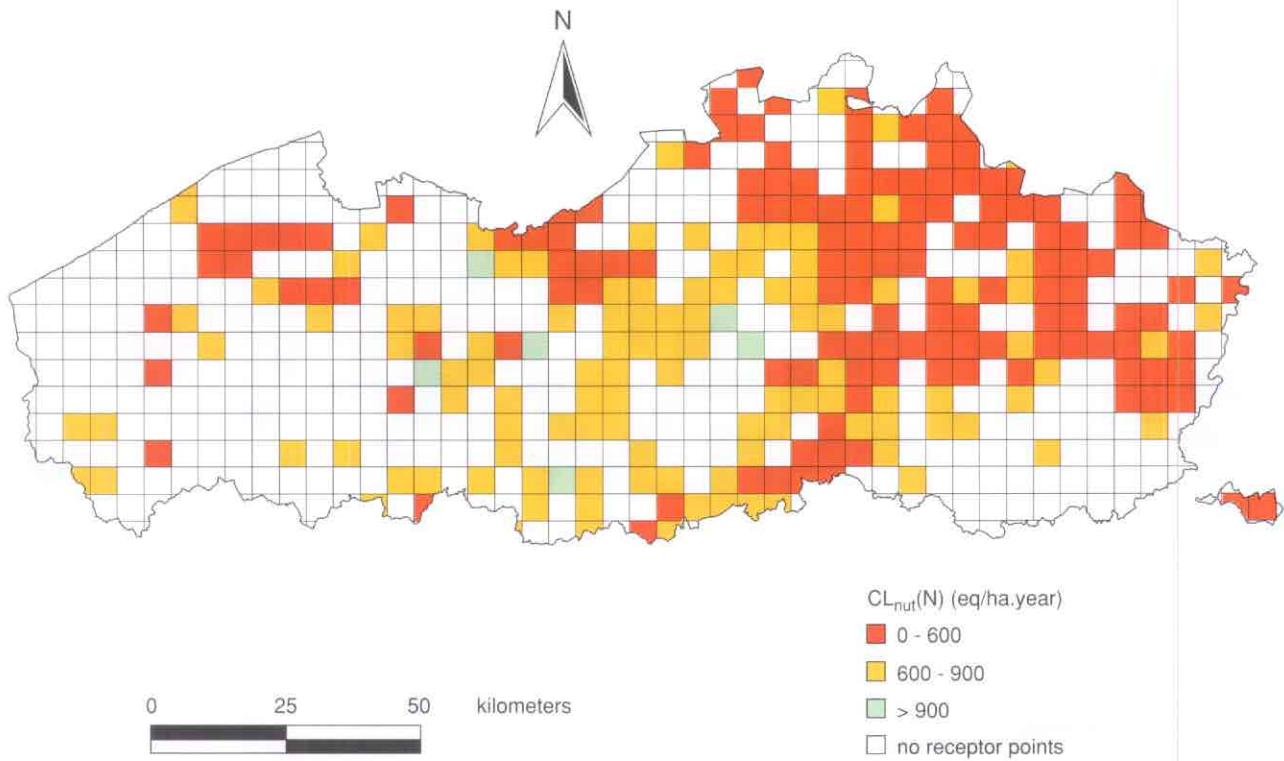 N
CLnut(N) (eq/ha.year)
0 - 600
600 - 900
> 900
no receptor points
0 25 50 kilometers